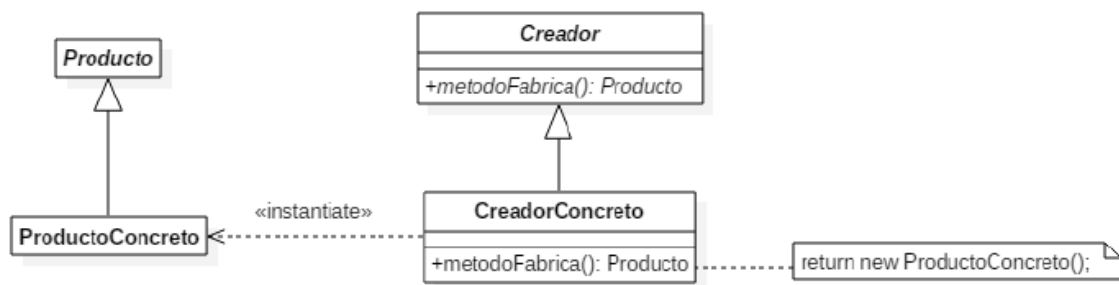 Creador
Producto
+metodoFabrica(): Producto
«instantiate»
CreadorConcreto
ProductoConcreto
+metodoFabrica(): Producto
return new ProductoConcreto();